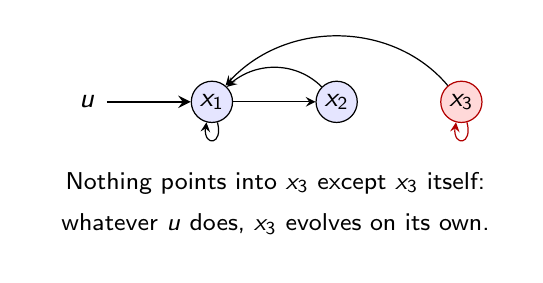 u x₁ x₂ x₃
Nothing points into x₃ except x₃ itself:
whatever u does, x₃ evolves on its own.